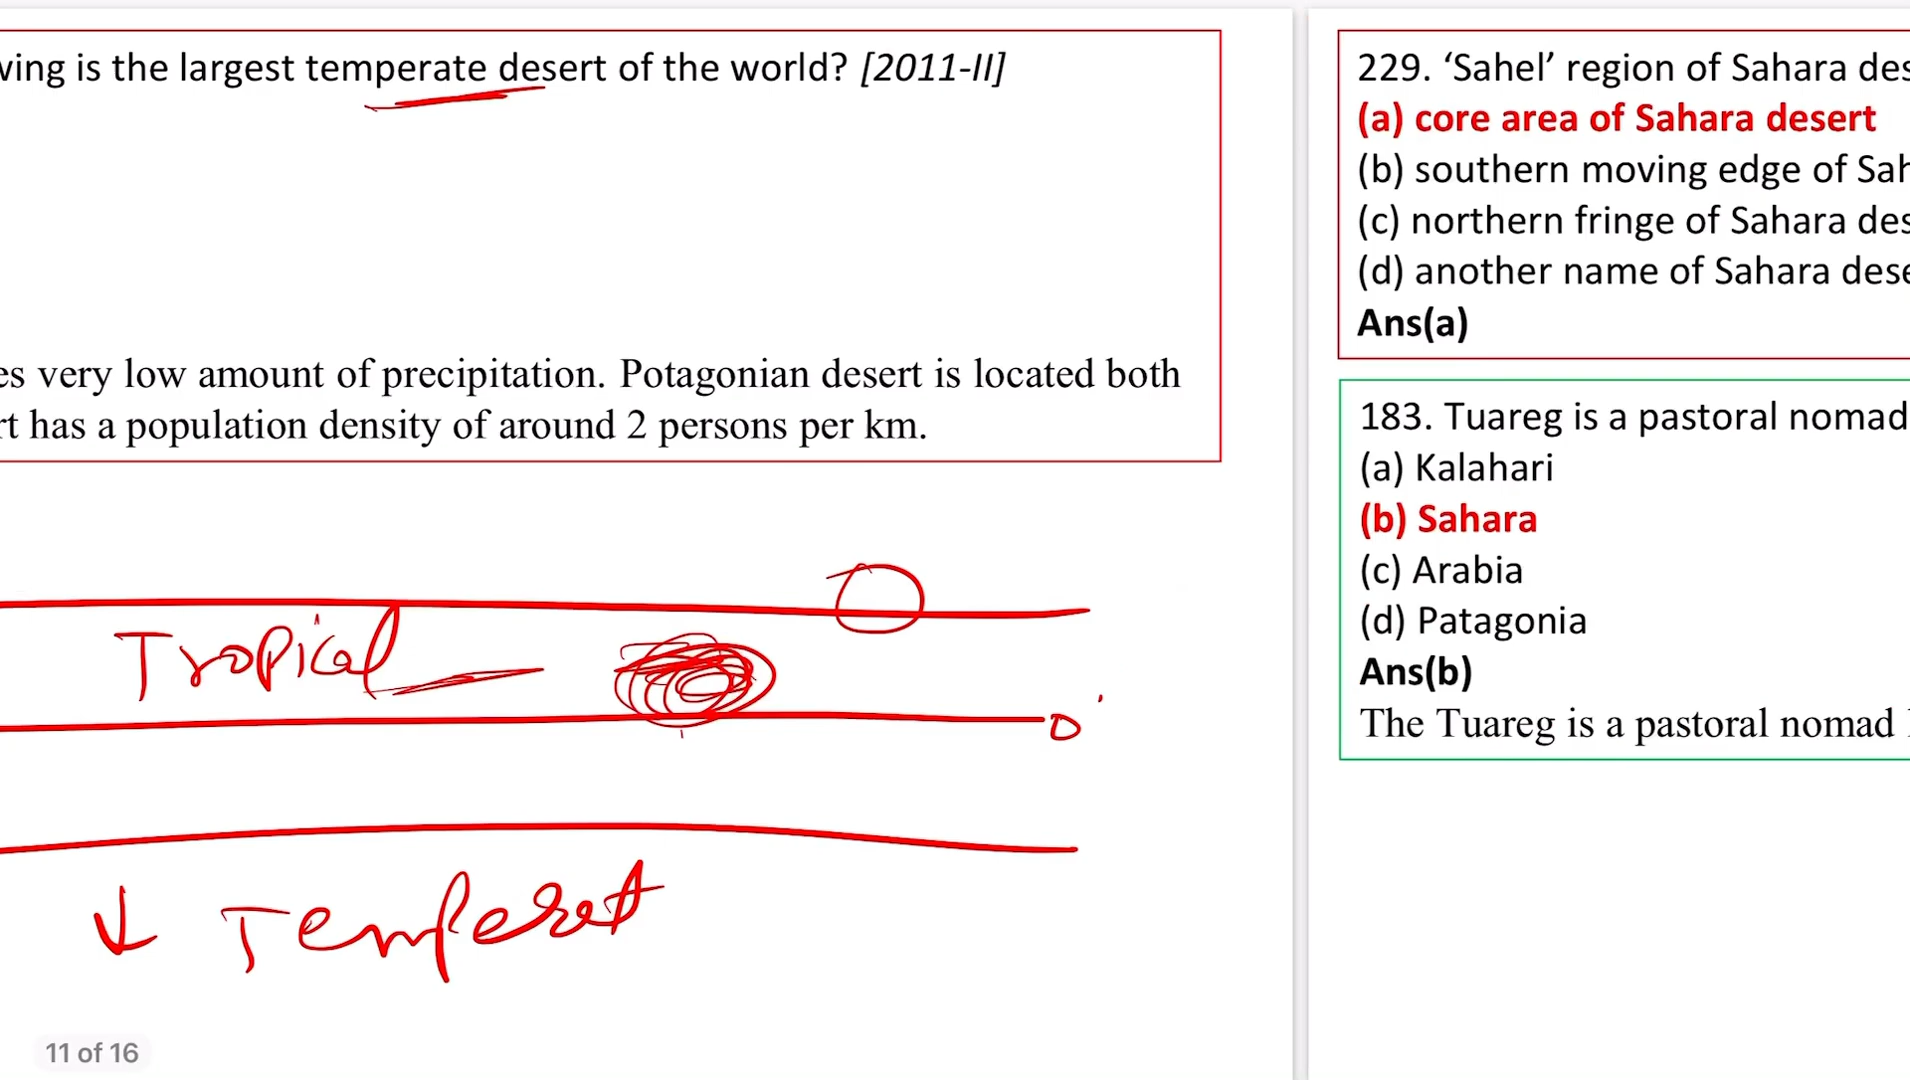 ving is the largest temperate desert of the world? [2011-II]
es very low amount of precipitation. Potagonian desert is located both
rt has a population density of around 2 persons per km.
Tropical
0
Temperet
11 of 16
229. ‘Sahel’ region of Sahara des
(a) core area of Sahara desert
(b) southern moving edge of Sah
(c) northern fringe of Sahara des
(d) another name of Sahara dese
Ans(a)
183. Tuareg is a pastoral nomad
(a) Kalahari
(b) Sahara
(c) Arabia
(d) Patagonia
Ans(b)
The Tuareg is a pastoral nomad